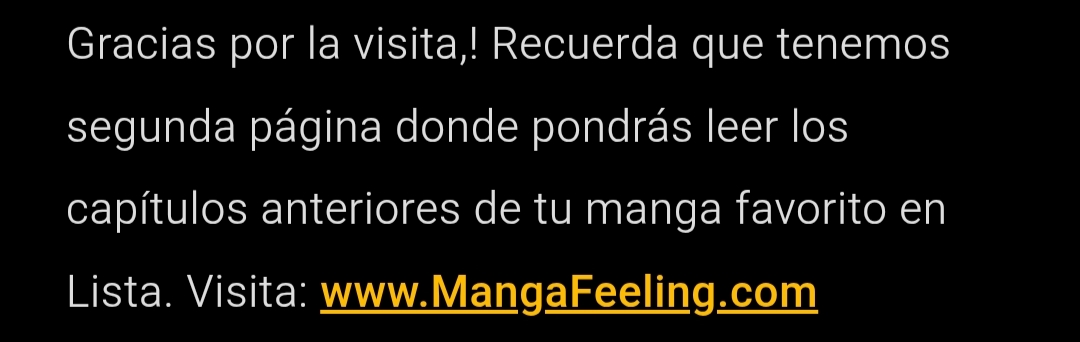 Gracias por la visita,! Recuerda que tenemos
segunda página donde pondrás leer los
capítulos anteriores de tu manga favorito en
Lista. Visita: www.MangaFeeling.com